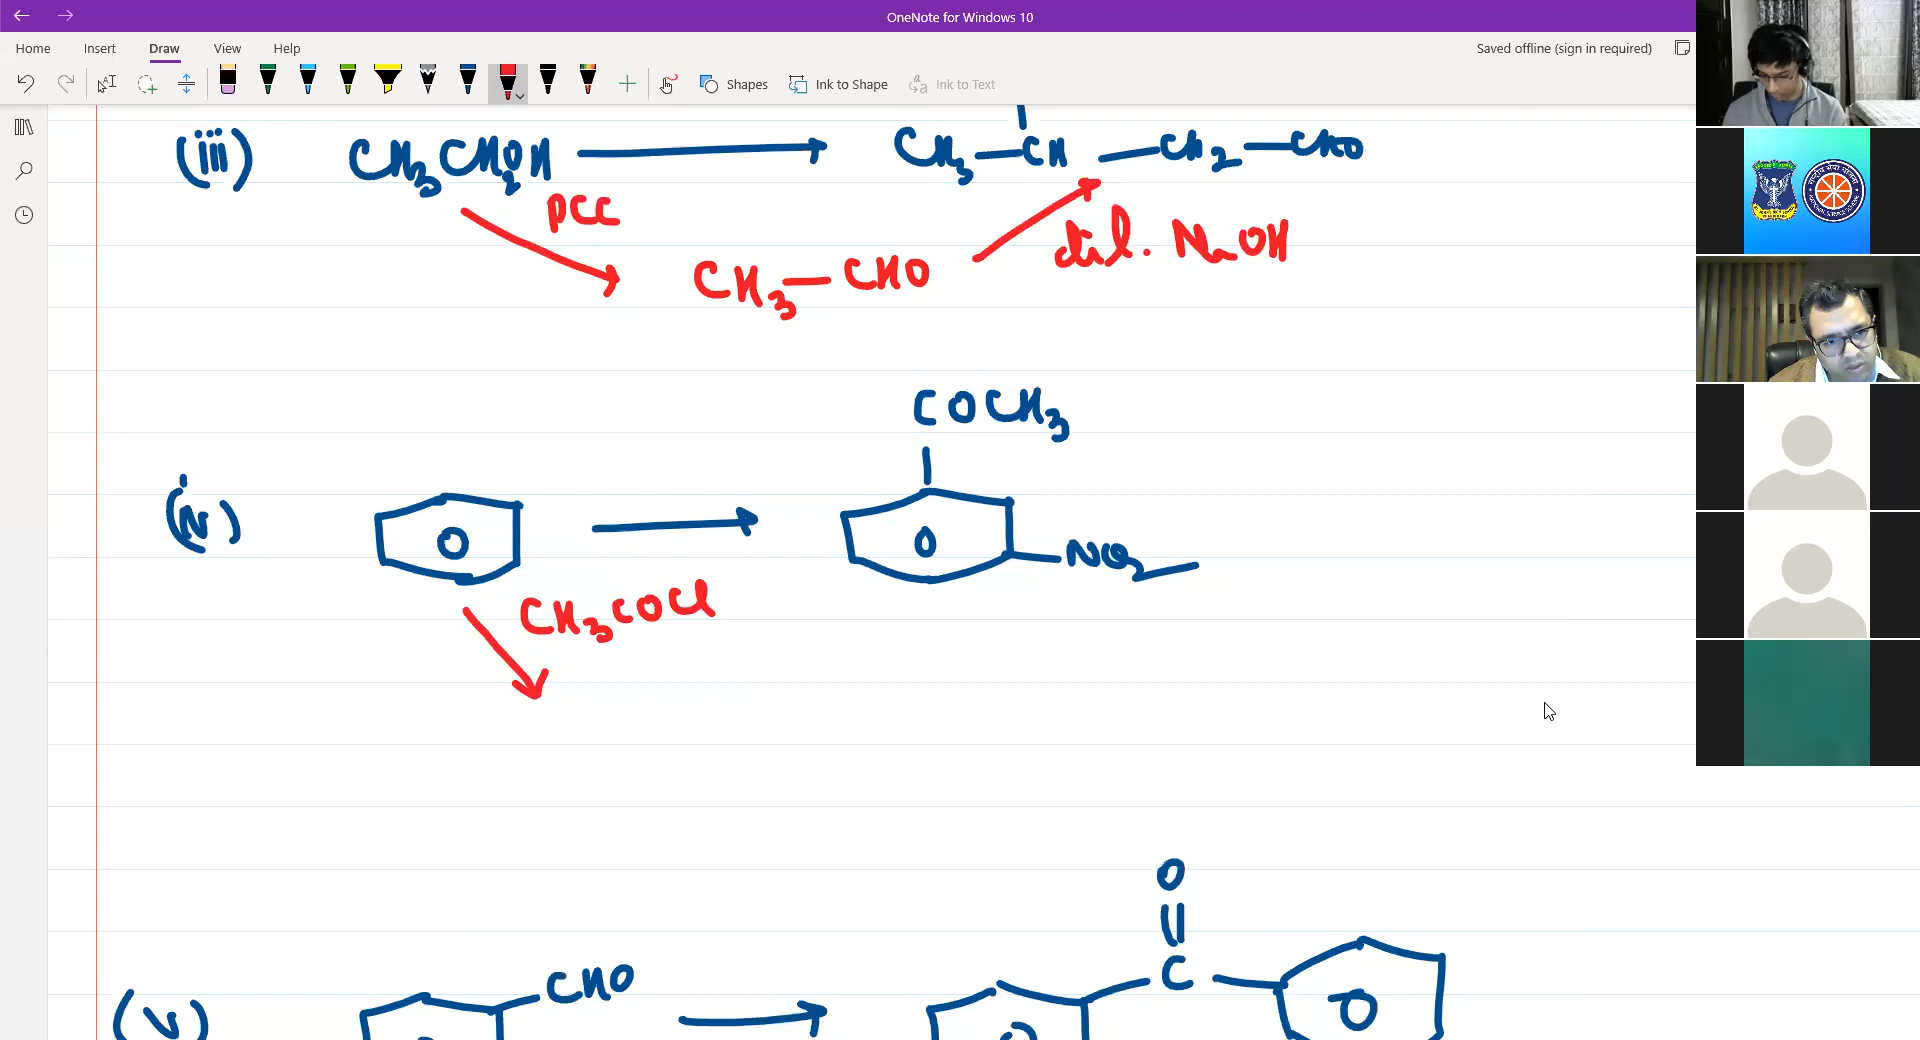 OneNote for Windows 10
Home Insert Draw View Help
Saved offline (sign in required)
Shapes Ink to Shape Ink to Text
(iii) CH3CH2OH → CH3—CH—CH2—CHO
PCC
CH3—CHO
dil. NaOH
COCH3
(iv)
NO2
CH3COCl
O
||
C
CHO
(v)